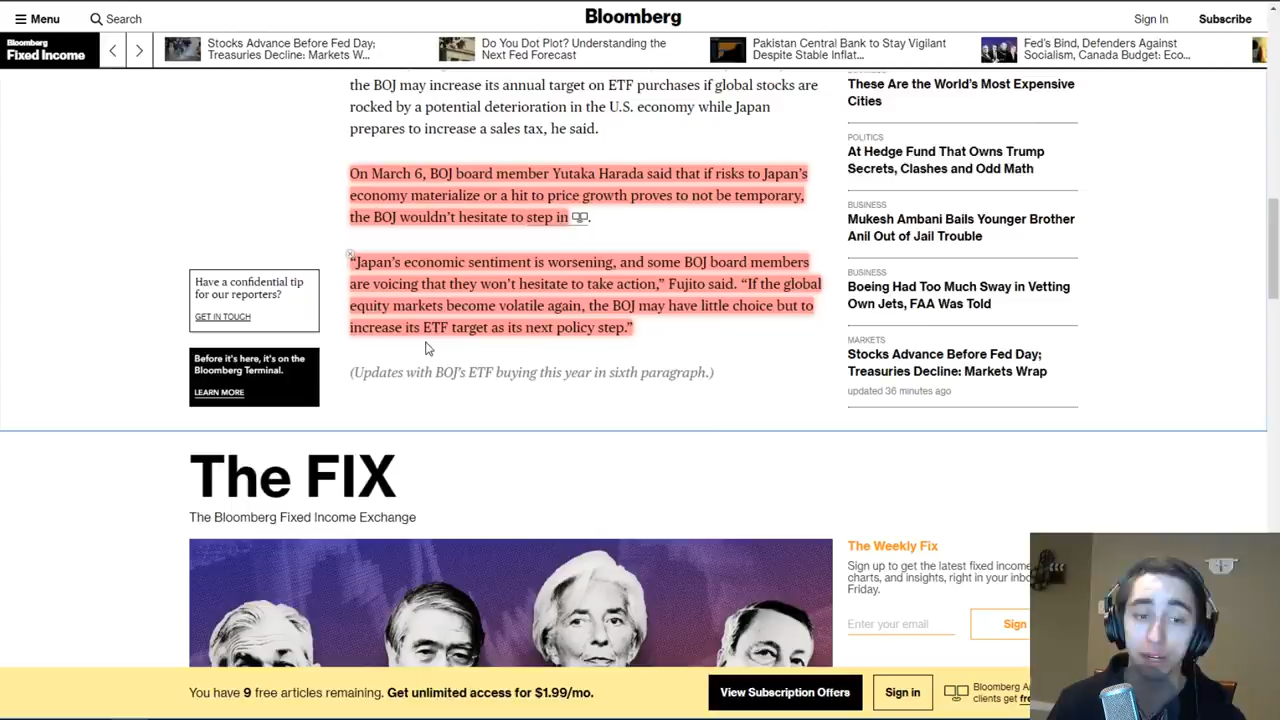 Menu
Search
Bloomberg
Sign In
Subscribe
Bloomberg
Fixed Income
Stocks Advance Before Fed Day;
Treasuries Decline: Markets W...
Do You Dot Plot? Understanding the
Next Fed Forecast
Pakistan Central Bank to Stay Vigilant
Despite Stable Inflat...
Fed's Bind, Defenders Against
Socialism, Canada Budget: Eco...
the BOJ may increase its annual target on ETF purchases if global stocks are
rocked by a potential deterioration in the U.S. economy while Japan
prepares to increase a sales tax, he said.
On March 6, BOJ board member Yutaka Harada said that if risks to Japan's
economy materialize or a hit to price growth proves to not be temporary,
the BOJ wouldn't hesitate to step in.
"Japan's economic sentiment is worsening, and some BOJ board members
are voicing that they won't hesitate to take action," Fujito said. "If the global
equity markets become volatile again, the BOJ may have little choice but to
increase its ETF target as its next policy step."
(Updates with BOJ's ETF buying this year in sixth paragraph.)
Have a confidential tip
for our reporters?
GET IN TOUCH
Before it's here, it's on the
Bloomberg Terminal.
LEARN MORE
These Are the World's Most Expensive
Cities
POLITICS
At Hedge Fund That Owns Trump
Secrets, Clashes and Odd Math
BUSINESS
Mukesh Ambani Bails Younger Brother
Anil Out of Jail Trouble
BUSINESS
Boeing Had Too Much Sway in Vetting
Own Jets, FAA Was Told
MARKETS
Stocks Advance Before Fed Day;
Treasuries Decline: Markets Wrap
updated 36 minutes ago
The FIX
The Bloomberg Fixed Income Exchange
The Weekly Fix
Sign up to get the latest fixed income
charts, and insights, right in your inbo
Friday.
Enter your email
Sign
You have 9 free articles remaining. Get unlimited access for $1.99/mo.
View Subscription Offers
Sign in
Bloomberg A
clients get fre